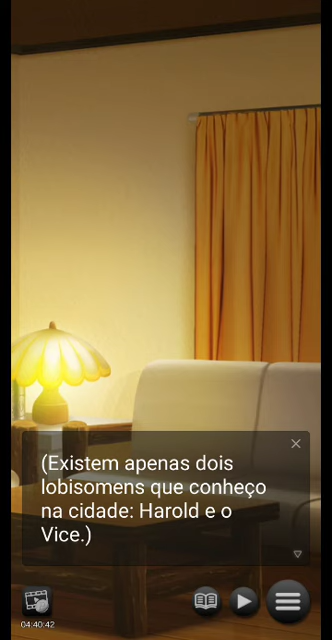 (Existem apenas dois
lobisomens que conheço
na cidade: Harold e o
Vice.)
04:40:42